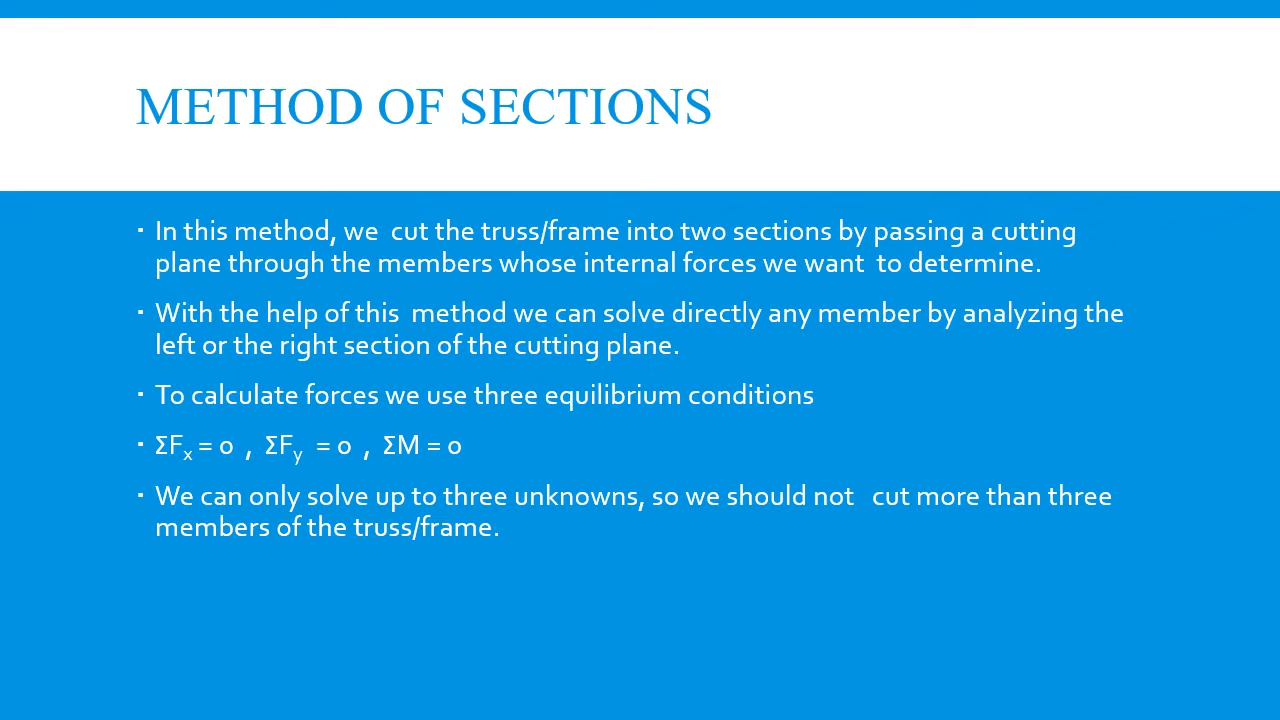 METHOD OF SECTIONS
▪ In this method, we  cut the truss/frame into two sections by passing a cutting
plane through the members whose internal forces we want  to determine.
▪ With the help of this  method we can solve directly any member by analyzing the
left or the right section of the cutting plane.
▪ To calculate forces we use three equilibrium conditions
▪ ΣFₓ = 0 , ΣFy = 0 , ΣM = 0
▪ We can only solve up to three unknowns, so we should not   cut more than three
members of the truss/frame.